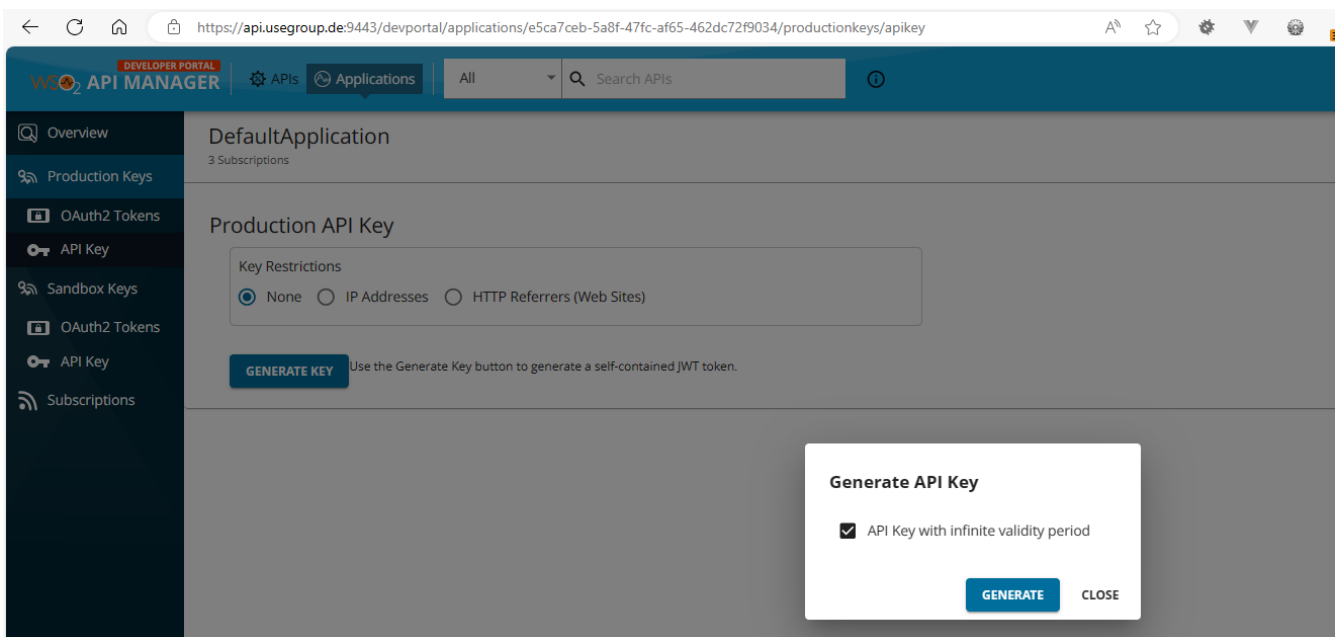 https://api.usegroup.de:9443/devportal/applications/e5ca7ceb-5a8f-47fc-af65-462dc72f9034/productionkeys/apikey
DEVELOPER PORTAL
WSO2 API MANAGER
APIs
Applications
All
Search APIs
Overview
Production Keys
OAuth2 Tokens
API Key
Sandbox Keys
OAuth2 Tokens
API Key
Subscriptions
DefaultApplication
3 Subscriptions
Production API Key
Key Restrictions
None IP Addresses HTTP Referrers (Web Sites)
GENERATE KEY Use the Generate Key button to generate a self-contained JWT token.
Generate API Key
API Key with infinite validity period
GENERATE CLOSE